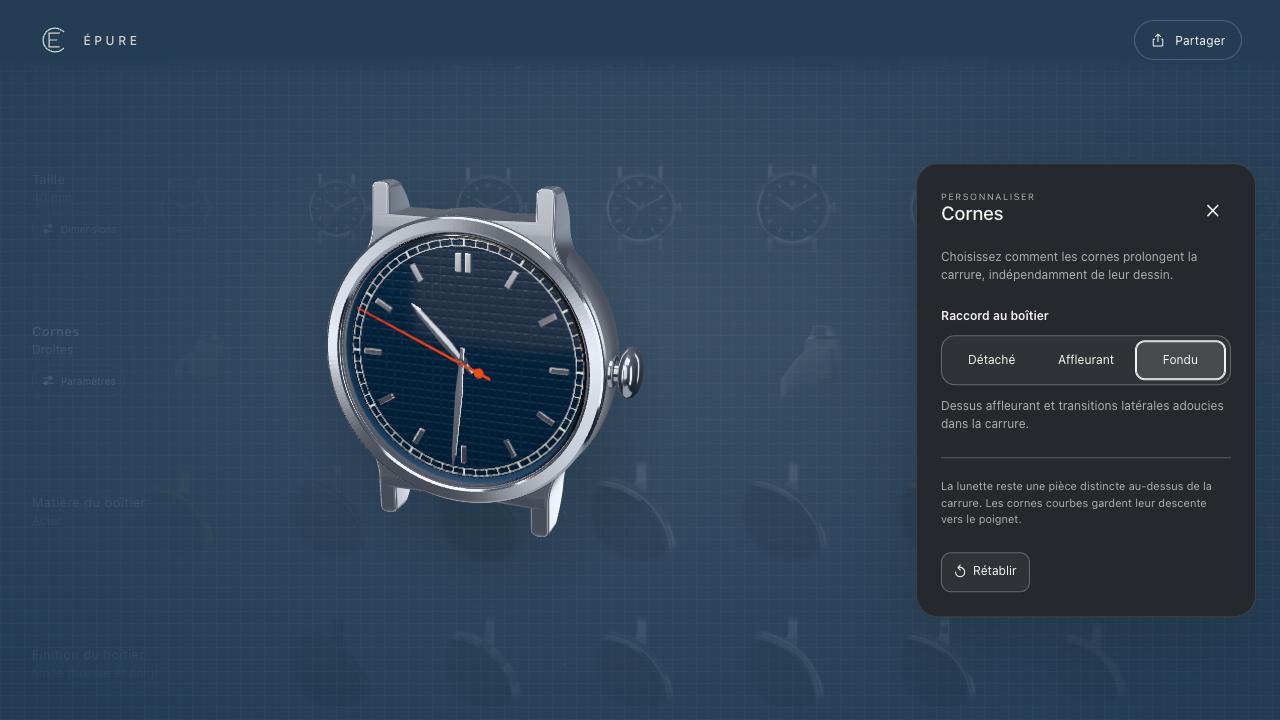 ÉPURE
Partager
Taille
40 mm
Dimensions
Cornes
Droites
Paramètres
Matière du boîtier
Acier
Finition du boîtier
PERSONNALISER
Cornes
Choisissez comment les cornes prolongent la
carrure, indépendamment de leur dessin.
Raccord au boîtier
Détaché
Affleurant
Fondu
Dessus affleurant et transitions latérales adoucies
dans la carrure.
La lunette reste une pièce distincte au-dessus de la
carrure. Les cornes courbes gardent leur descente
vers le poignet.
Rétablir